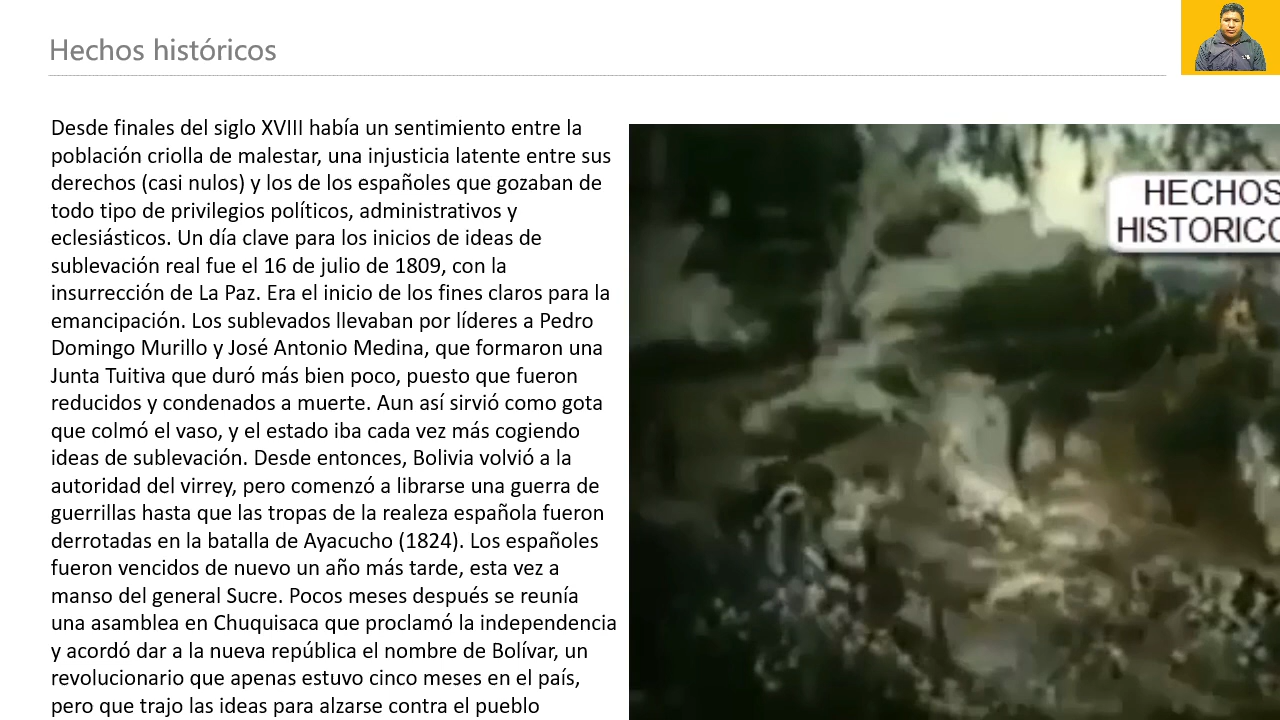 Hechos históricos
Desde finales del siglo XVIII había un sentimiento entre la
población criolla de malestar, una injusticia latente entre sus
derechos (casi nulos) y los de los españoles que gozaban de
todo tipo de privilegios políticos, administrativos y
eclesiásticos. Un día clave para los inicios de ideas de
sublevación real fue el 16 de julio de 1809, con la
insurrección de La Paz. Era el inicio de los fines claros para la
emancipación. Los sublevados llevaban por líderes a Pedro
Domingo Murillo y José Antonio Medina, que formaron una
Junta Tuitiva que duró más bien poco, puesto que fueron
reducidos y condenados a muerte. Aun así sirvió como gota
que colmó el vaso, y el estado iba cada vez más cogiendo
ideas de sublevación. Desde entonces, Bolivia volvió a la
autoridad del virrey, pero comenzó a librarse una guerra de
guerrillas hasta que las tropas de la realeza española fueron
derrotadas en la batalla de Ayacucho (1824). Los españoles
fueron vencidos de nuevo un año más tarde, esta vez a
manso del general Sucre. Pocos meses después se reunía
una asamblea en Chuquisaca que proclamó la independencia
y acordó dar a la nueva república el nombre de Bolívar, un
revolucionario que apenas estuvo cinco meses en el país,
pero que trajo las ideas para alzarse contra el pueblo
HECHOS
HISTORICO